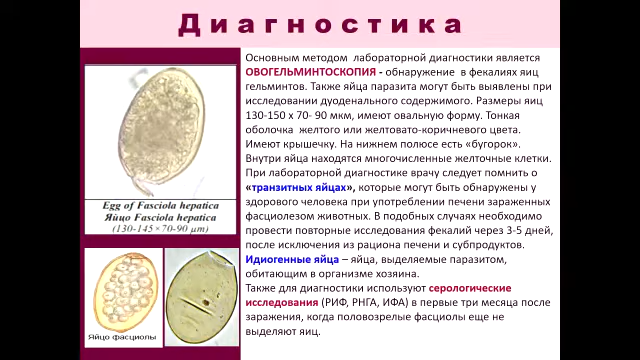 Диагностика
Основным методом лабораторной диагностики является
ОВОГЕЛЬМИНТОСКОПИЯ - обнаружение в фекалиях яиц
гельминтов. Также яйца паразита могут быть выявлены при
исследовании дуоденального содержимого. Размеры яиц
130-150 х 70- 90 мкм, имеют овальную форму. Тонкая
оболочка желтого или желтовато-коричневого цвета.
Имеют крышечку. На нижнем полюсе есть «бугорок».
Внутри яйца находятся многочисленные желточные клетки.
При лабораторной диагностике врачу следует помнить о
«транзитных яйцах», которые могут быть обнаружены у
здорового человека при употреблении печени зараженных
фасциолезом животных. В подобных случаях необходимо
провести повторные исследования фекалий через 3-5 дней,
после исключения из рациона печени и субпродуктов.
Идиогенные яйца – яйца, выделяемые паразитом,
обитающим в организме хозяина.
Также для диагностики используют серологические
исследования (РИФ, РНГА, ИФА) в первые три месяца после
заражения, когда половозрелые фасциолы еще не
выделяют яиц.
Egg of Fasciola hepatica
Яйцо Fasciola hepatica
(130-145×70-90 µm)
Яйцо фасциолы